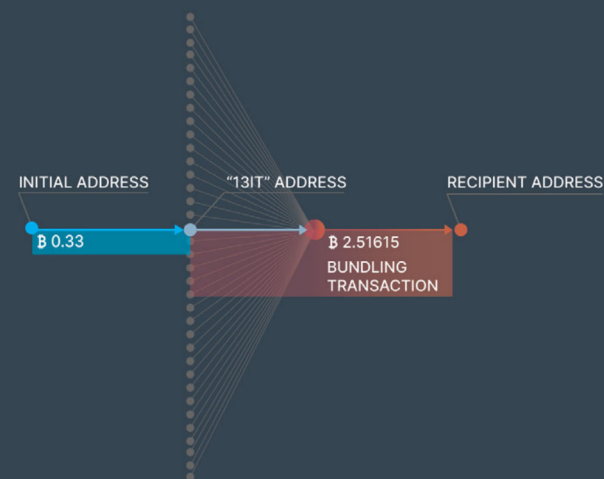 INITIAL ADDRESS
“13IT” ADDRESS
RECIPIENT ADDRESS
₿ 0.33
₿ 2.51615
BUNDLING
TRANSACTION